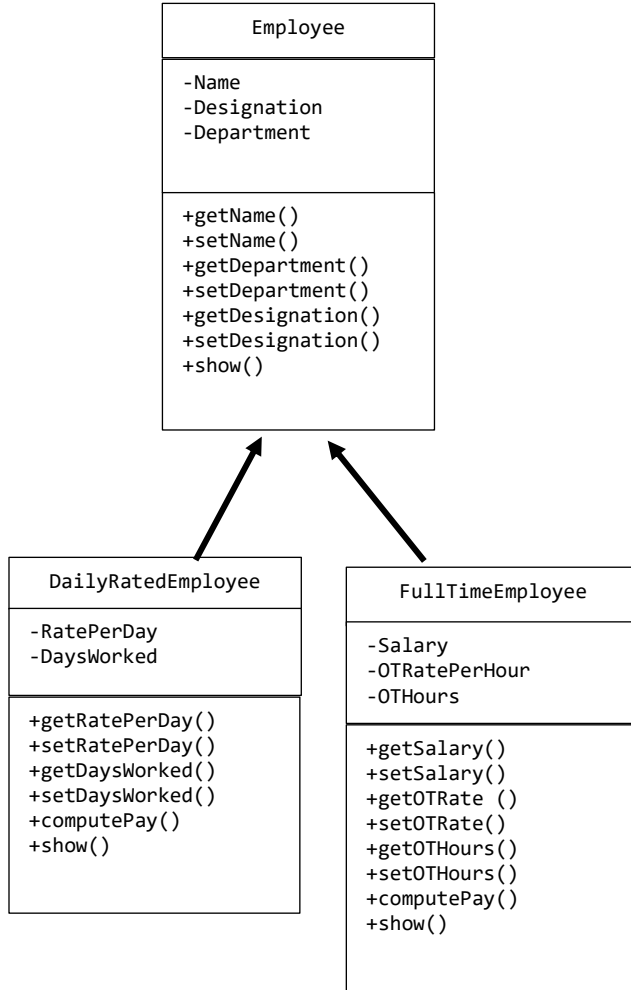 Employee
-Name
-Designation
-Department
+getName()
+setName()
+getDepartment()
+setDepartment()
+getDesignation()
+setDesignation()
+show()
DailyRatedEmployee
-RatePerDay
-DaysWorked
+getRatePerDay()
+setRatePerDay()
+getDaysWorked()
+setDaysWorked()
+computePay()
+show()
FullTimeEmployee
-Salary
-OTRatePerHour
-OTHours
+getSalary()
+setSalary()
+getOTRate ()
+setOTRate()
+getOTHours()
+setOTHours()
+computePay()
+show()